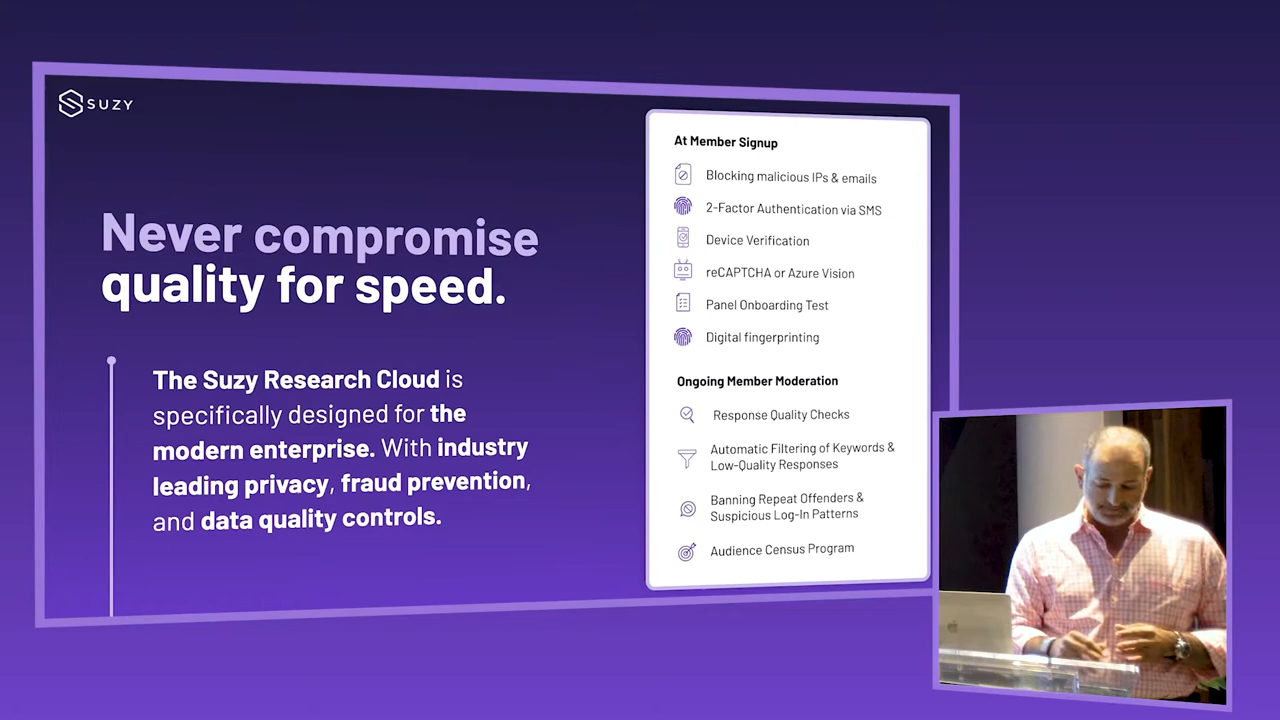 SUZY
Never compromise
quality for speed.
The Suzy Research Cloud is
specifically designed for the
modern enterprise. With industry
leading privacy, fraud prevention,
and data quality controls.
At Member Signup
Blocking malicious IPs & emails
2-Factor Authentication via SMS
Device Verification
reCAPTCHA or Azure Vision
Panel Onboarding Test
Digital fingerprinting
Ongoing Member Moderation
Response Quality Checks
Automatic Filtering of Keywords &
Low-Quality Responses
Banning Repeat Offenders &
Suspicious Log-In Patterns
Audience Census Program